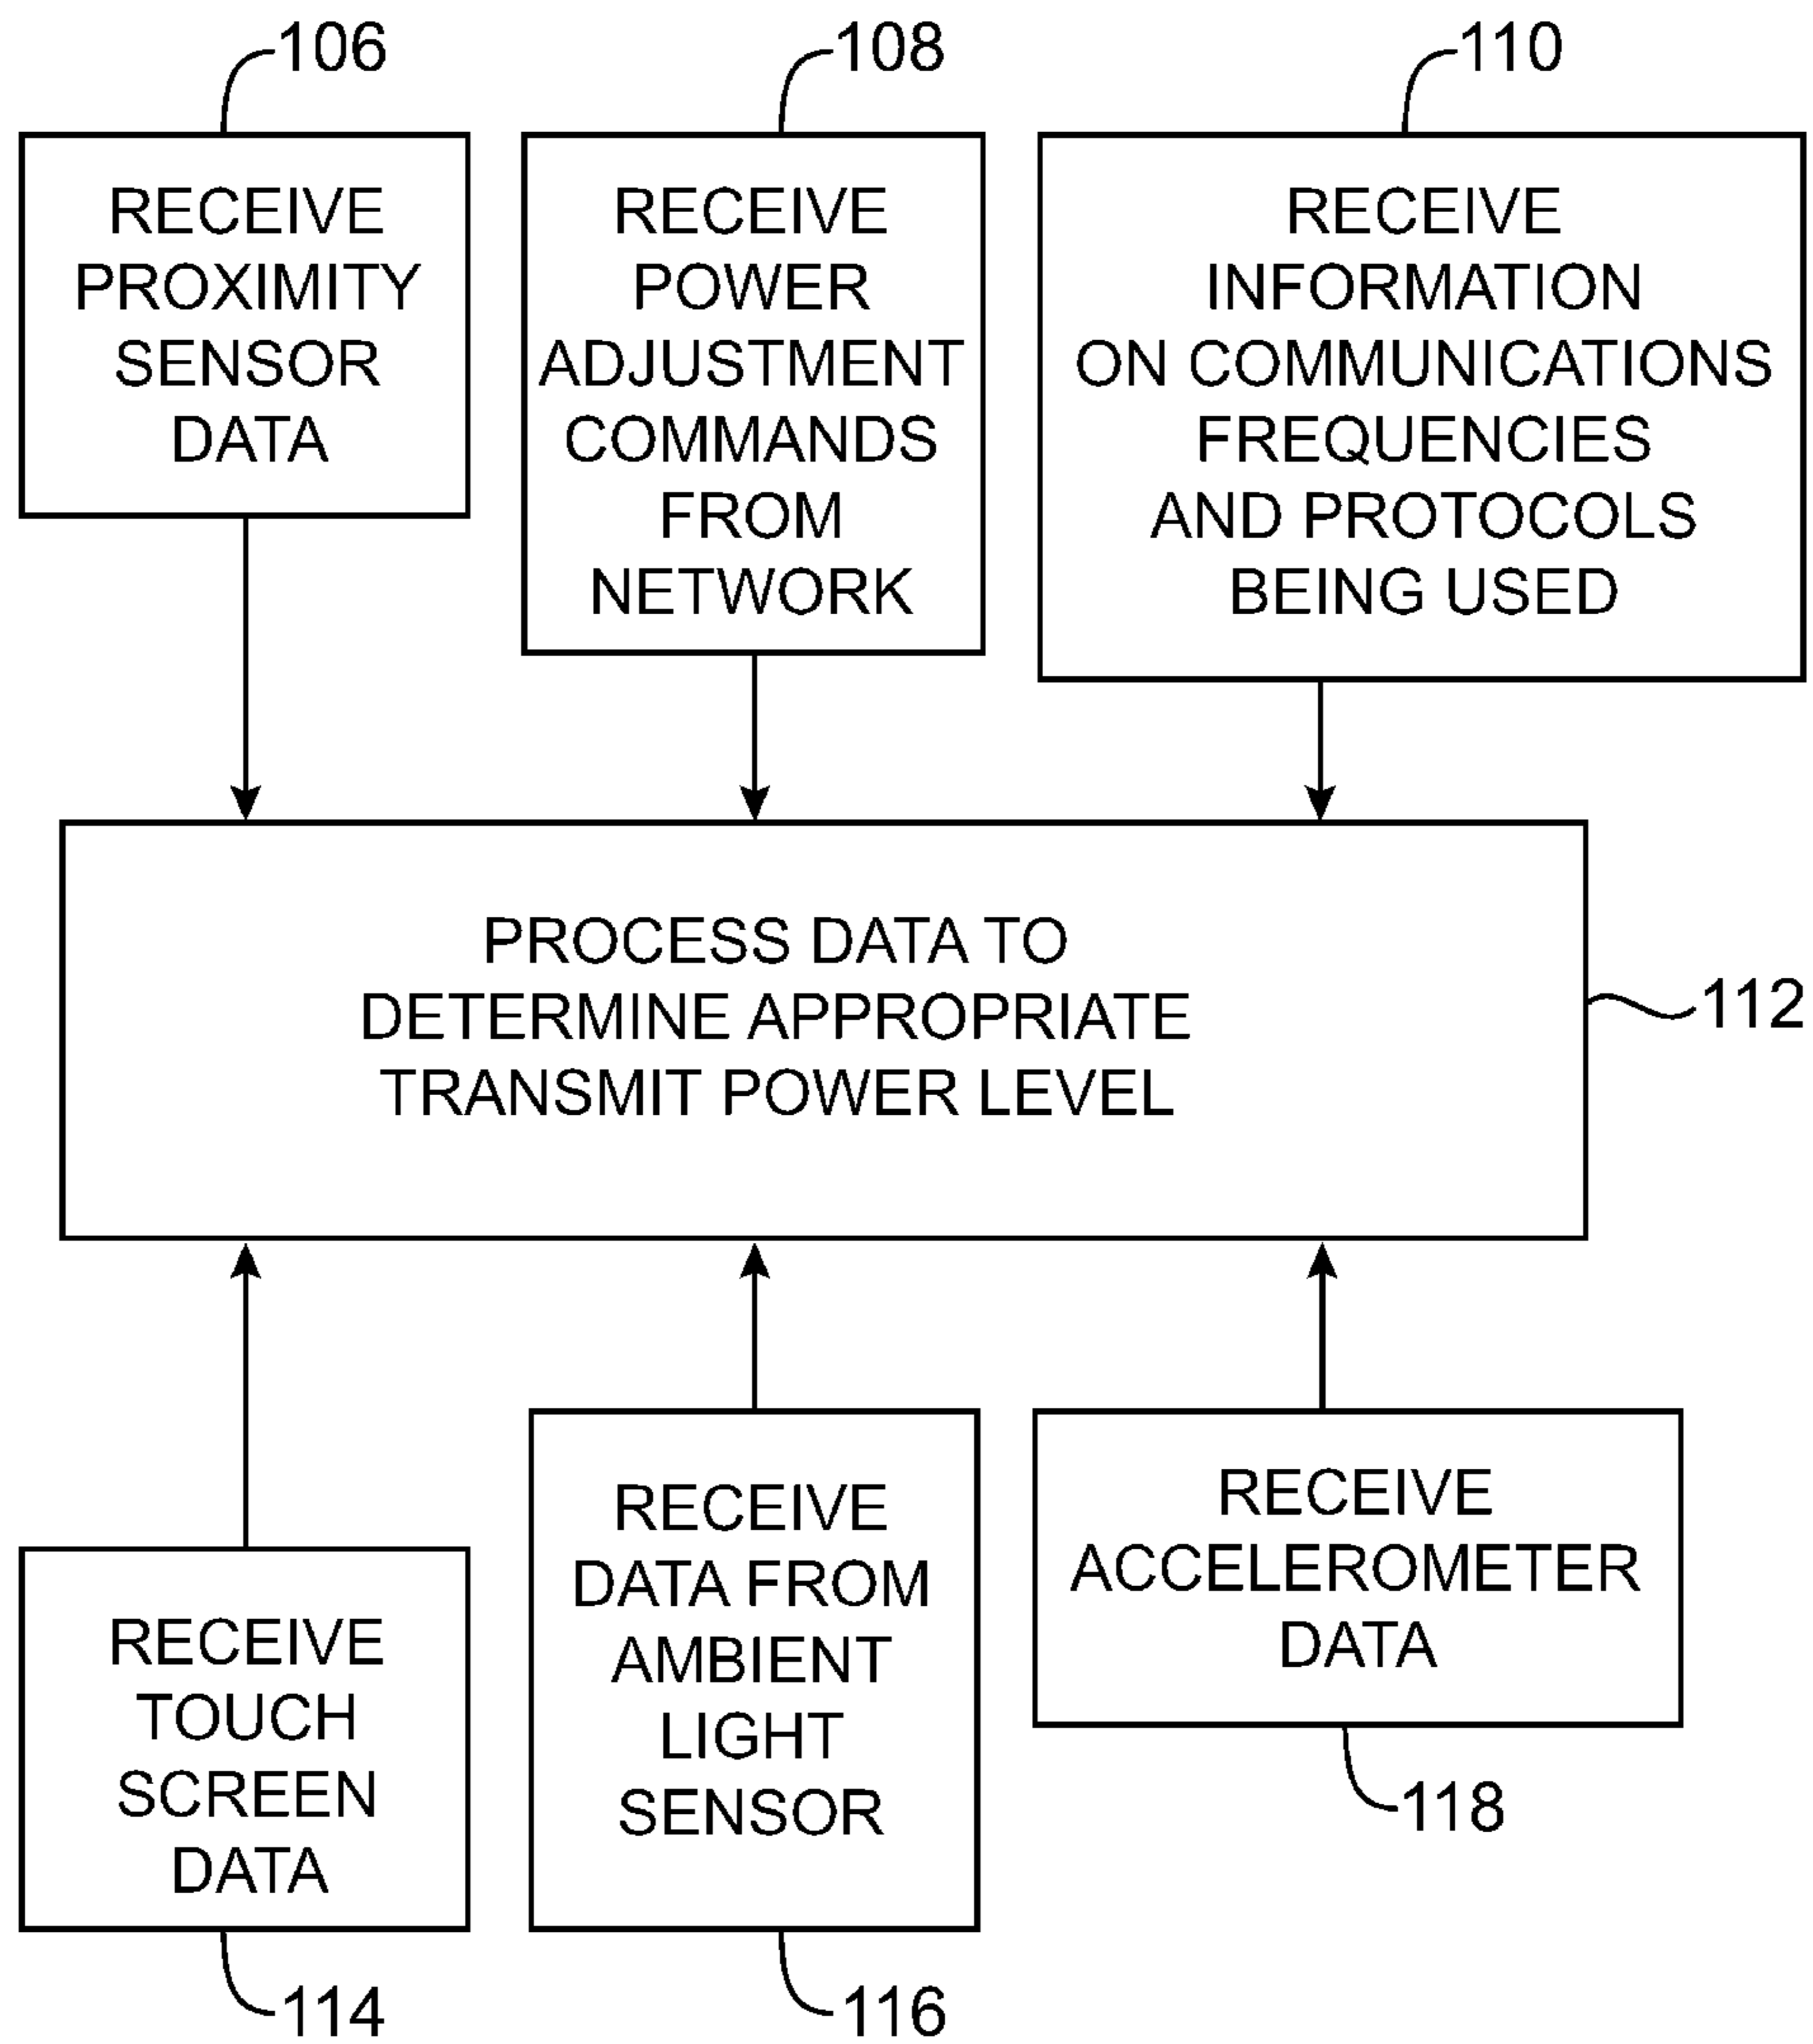 106
RECEIVE
PROXIMITY
SENSOR
DATA
108
RECEIVE
POWER
ADJUSTMENT
COMMANDS
FROM
NETWORK
110
RECEIVE
INFORMATION
ON COMMUNICATIONS
FREQUENCIES
AND PROTOCOLS
BEING USED
PROCESS DATA TO
DETERMINE APPROPRIATE
TRANSMIT POWER LEVEL
112
RECEIVE
TOUCH
SCREEN
DATA
114
RECEIVE
DATA FROM
AMBIENT
LIGHT
SENSOR
116
RECEIVE
ACCELEROMETER
DATA
118